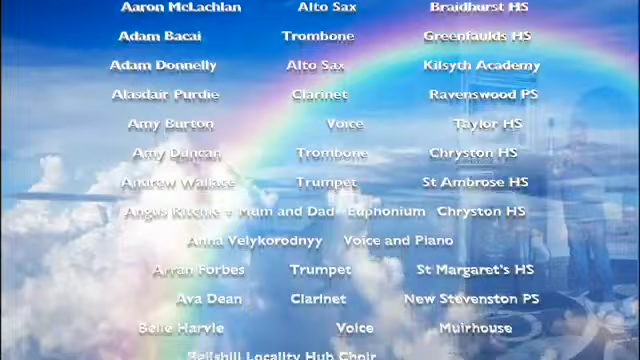 Aaron McLachlan Alto Sax Braidhurst HS
Adam Bacai Trombone Greenfaulds HS
Adam Donnelly Alto Sax Kilsyth Academy
Alasdair Purdie Clarinet Ravenswood PS
Amy Burton Voice Taylor HS
Amy Duncan Trombone Chryston HS
Andrew Wallace Trumpet St Ambrose HS
Angus Ritchie + Mum and Dad Euphonium Chryston HS
Anna Velykorodnyy Voice and Piano
Arran Forbes Trumpet St Margaret's HS
Ava Dean Clarinet New Stevenston PS
Belle Harvie Voice Muirhouse
Bellshill Locality Hub Choir